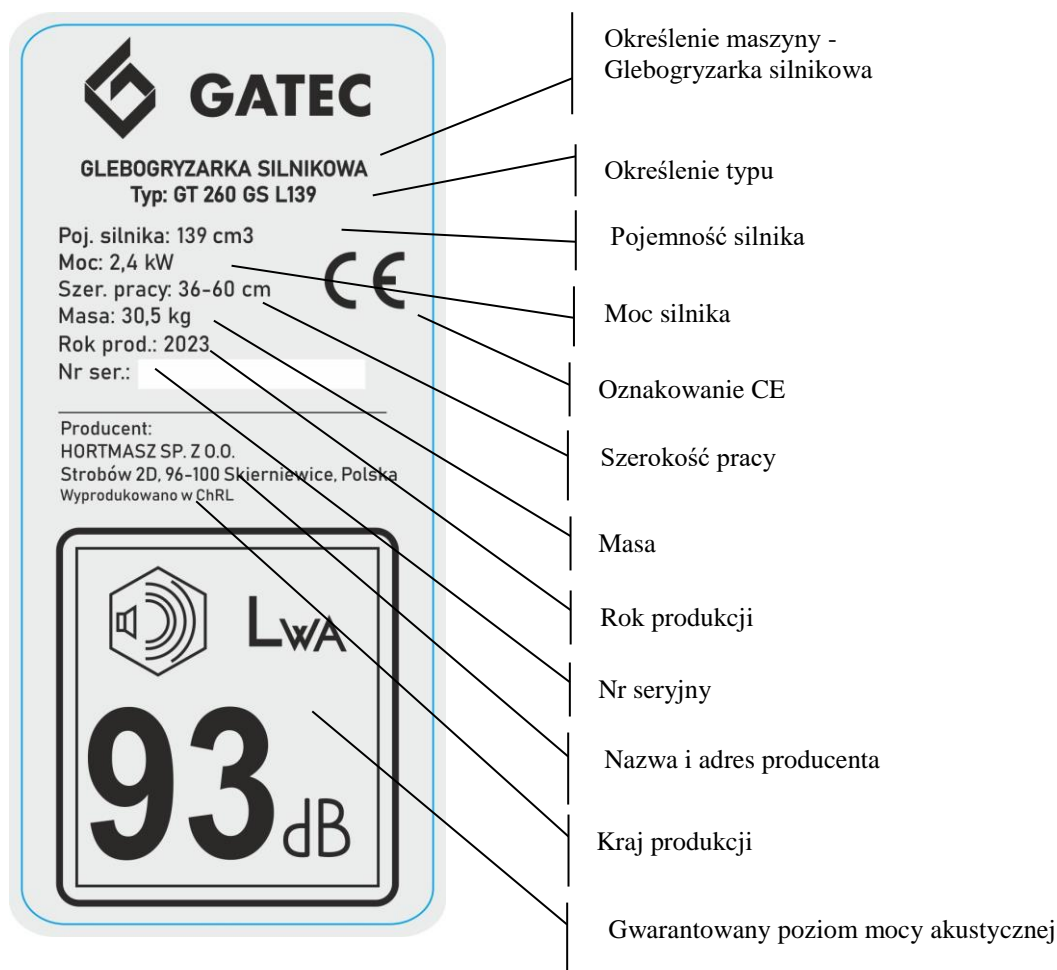 GATEC
GLEBOGRYZARKA SILNIKOWA
Typ: GT 260 GS L139
Poj. silnika: 139 cm3
Moc: 2,4 kW
Szer. pracy: 36-60 cm
Masa: 30,5 kg
Rok prod.: 2023
Nr ser.:
CE
Producent:
HORTMASZ SP. Z O.O.
Strobów 2D, 96-100 Skierniewice, Polska
Wyprodukowano w ChRL
LWA
93 dB
Określenie maszyny -
Glebogryzarka silnikowa
Określenie typu
Pojemność silnika
Moc silnika
Oznakowanie CE
Szerokość pracy
Masa
Rok produkcji
Nr seryjny
Nazwa i adres producenta
Kraj produkcji
Gwarantowany poziom mocy akustycznej